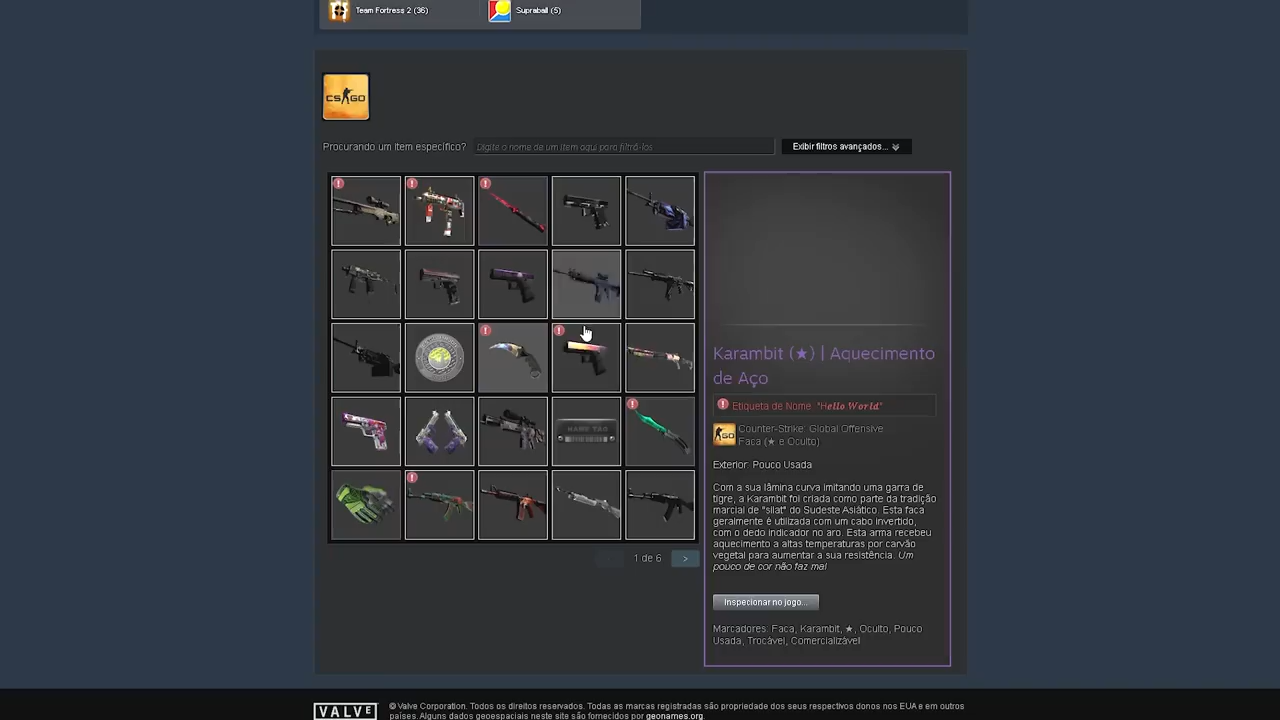 Team Fortress 2 (36)
Supraball (5)
CS GO
Procurando um item específico?
Digite o nome de um item aqui para filtrá-los
Exibir filtros avançados...
Karambit (★) | Aquecimento
de Aço
Etiqueta de Nome: "Hello World"
GO
Counter-Strike: Global Offensive
Faca (★ e Oculto)
Exterior: Pouco Usada
Com a sua lâmina curva imitando uma garra de
tigre, a Karambit foi criada como parte da tradição
marcial de "silat" do Sudeste Asiático. Esta faca
geralmente é utilizada com um cabo invertido,
com o dedo indicador no aro. Esta arma recebeu
aquecimento a altas temperaturas por carvão
vegetal para aumentar a sua resistência. Um
pouco de cor não faz mal
NAME TAG
1 de 6
>
Inspecionar no jogo...
Marcadores: Faca, Karambit, ★, Oculto, Pouco
Usada, Trocável, Comercializável
VALVE
© Valve Corporation. Todos os direitos reservados. Todas as marcas registradas são propriedade dos seus respectivos donos nos EUA e em outros
países. Alguns dados geoespaciais neste site são fornecidos por geonames.org.